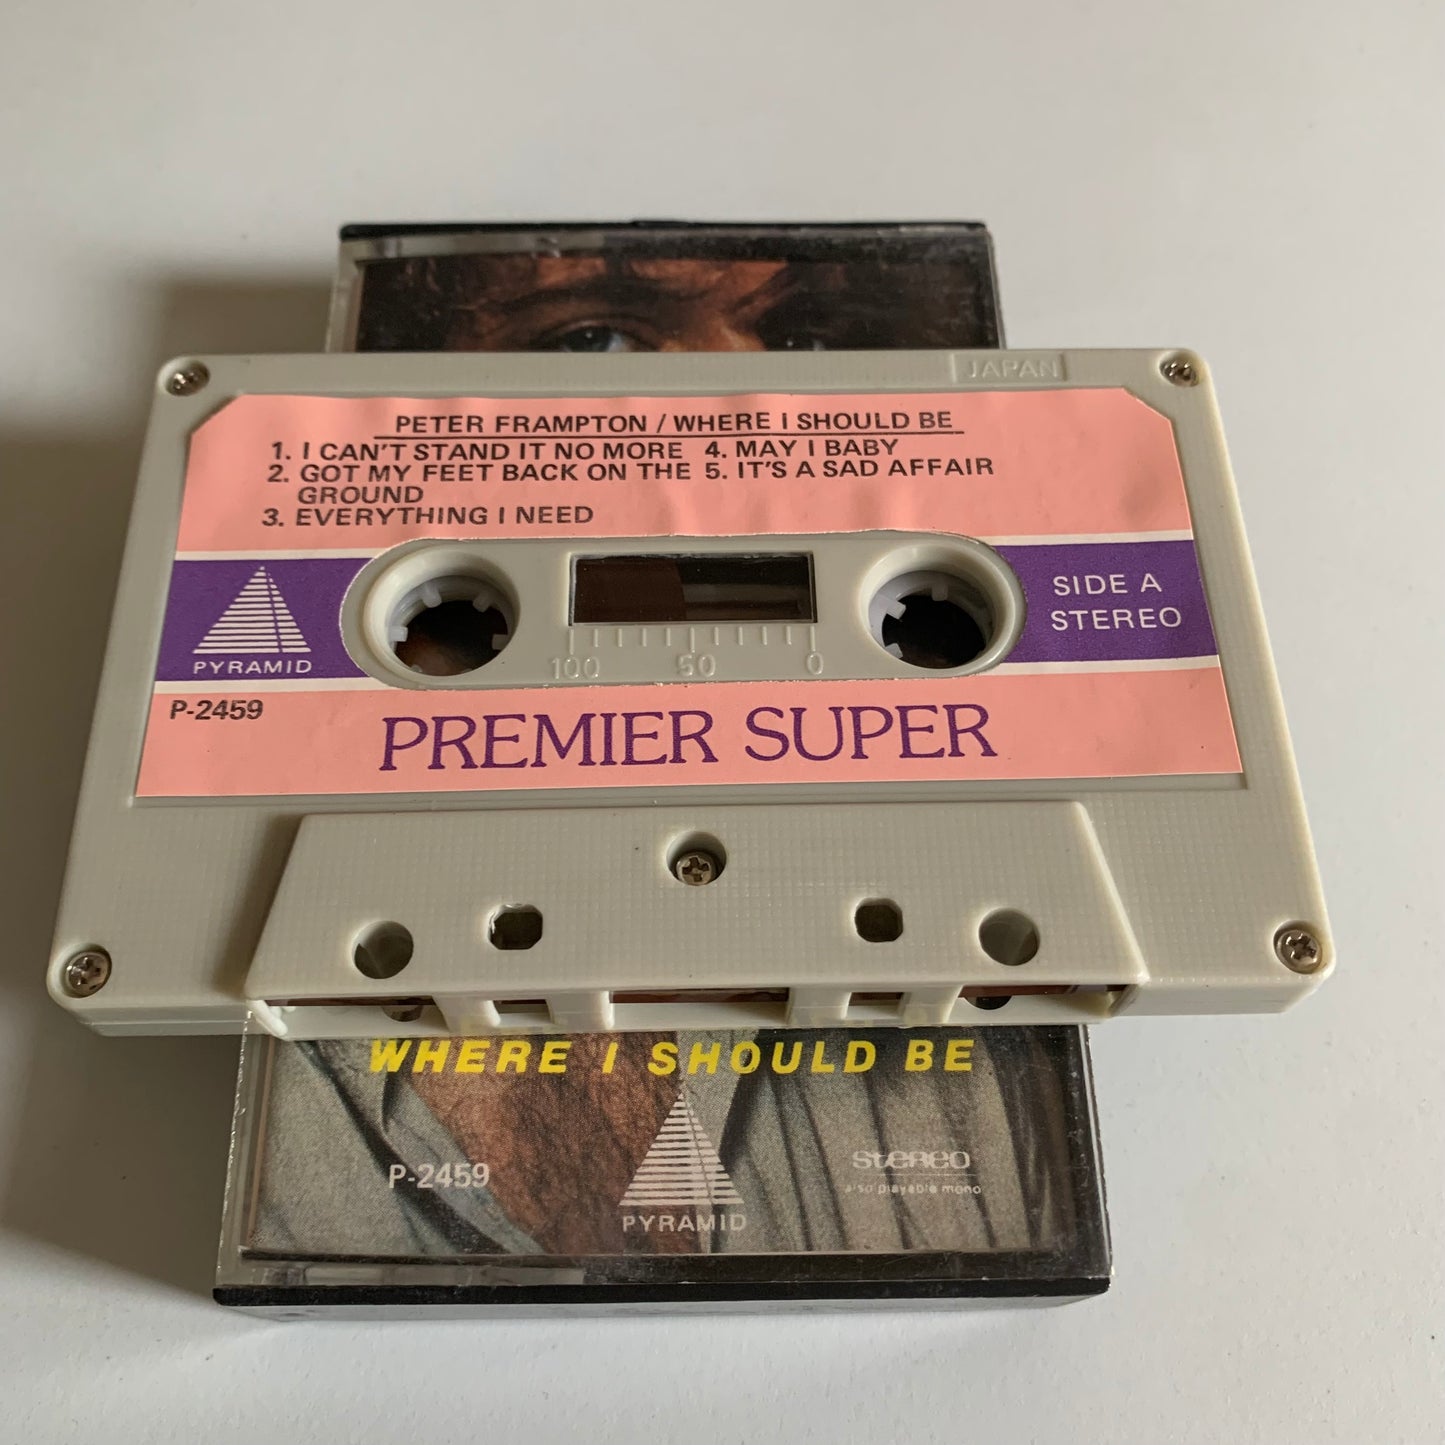 JAPAN
PETER FRAMPTON / WHERE I SHOULD BE
1. I CAN'T STAND IT NO MORE
2. GOT MY FEET BACK ON THE
GROUND
3. EVERYTHING I NEED
4. MAY I BABY
5. IT'S A SAD AFFAIR
PYRAMID
100 50 0
SIDE A
STEREO
P-2459
PREMIER SUPER
WHERE I SHOULD BE
P-2459
PYRAMID
stereo
also playable mono